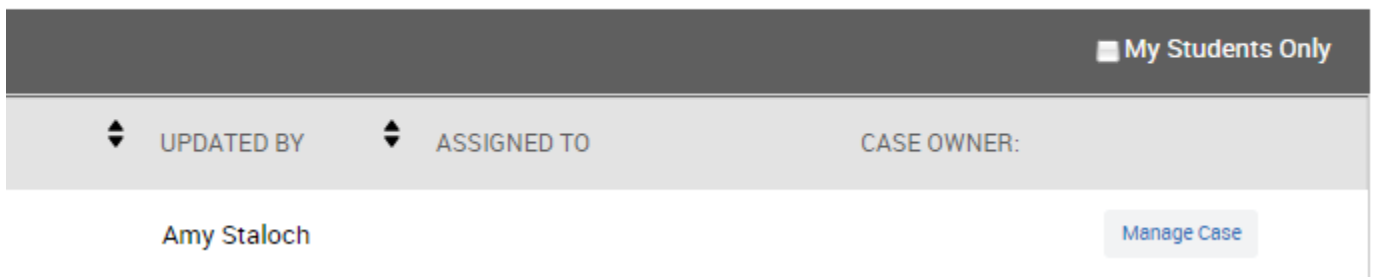 My Students Only
UPDATED BY ASSIGNED TO CASE OWNER:
Amy Staloch Manage Case